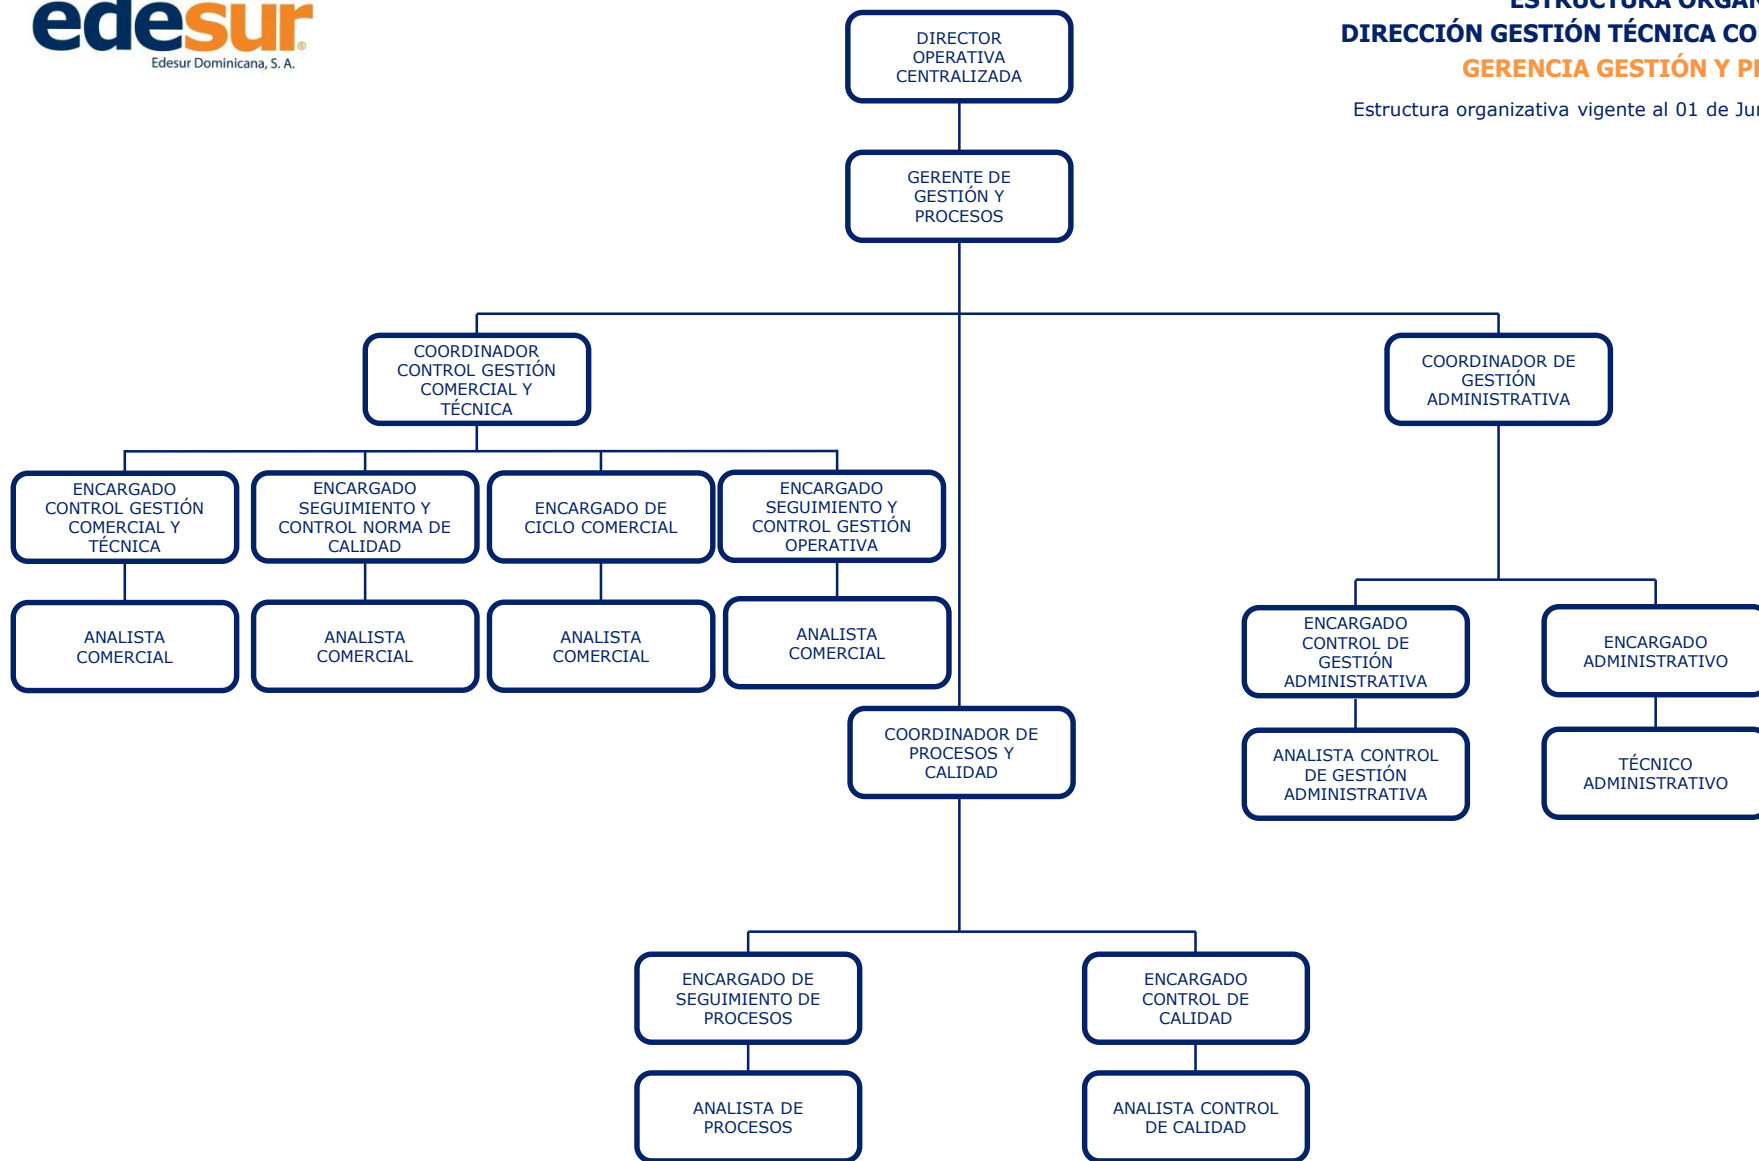 edesur
Edesur Dominicana, S. A.
DIRECCIÓN GESTIÓN TÉCNICA
GERENCIA GESTIÓN Y
Estructura organizativa vigente al 01 de
DIRECTOR
OPERATIVA
CENTRALIZADA
GERENTE DE
GESTIÓN Y
PROCESOS
COORDINADOR
CONTROL GESTIÓN
COMERCIAL Y
TÉCNICA
COORDINADOR DE
GESTIÓN
ADMINISTRATIVA
ENCARGADO
CONTROL GESTIÓN
COMERCIAL Y
TÉCNICA
ENCARGADO
SEGUIMIENTO Y
CONTROL NORMA DE
CALIDAD
ENCARGADO DE
CICLO COMERCIAL
ENCARGADO
SEGUIMIENTO Y
CONTROL GESTIÓN
OPERATIVA
ANALISTA
COMERCIAL
ANALISTA
COMERCIAL
ANALISTA
COMERCIAL
ANALISTA
COMERCIAL
ENCARGADO
CONTROL DE
GESTIÓN
ADMINISTRATIVA
ENCARGADO
ADMINISTRATIVO
COORDINADOR DE
PROCESOS Y
CALIDAD
ANALISTA CONTROL
DE GESTIÓN
ADMINISTRATIVA
TÉCNICO
ADMINISTRATIVO
ENCARGADO DE
SEGUIMIENTO DE
PROCESOS
ENCARGADO
CONTROL DE
CALIDAD
ANALISTA DE
PROCESOS
ANALISTA CONTROL
DE CALIDAD